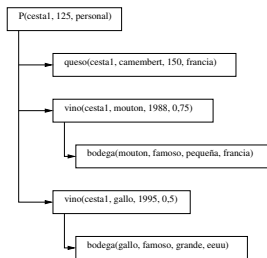 P(cesta1, 125, personal)
queso(cesta1, camembert, 150, francia)
vino(cesta1, mouton, 1988, 0,75)
bodega(mouton, famoso, pequeña, francia)
vino(cesta1, gallo, 1995, 0,5)
bodega(gallo, famoso, grande, eeuu)